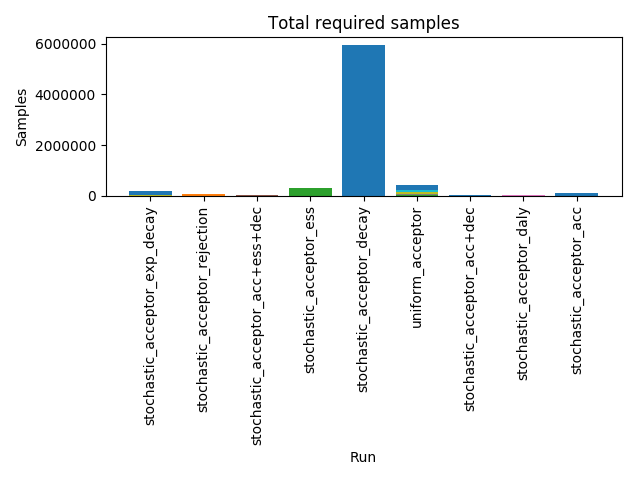 Total required samples
Samples
6000000
4000000
2000000
0
stochastic_acceptor_exp_decay
stochastic_acceptor_rejection
stochastic_acceptor_acc+ess+dec
stochastic_acceptor_ess
stochastic_acceptor_decay
uniform_acceptor
stochastic_acceptor_acc+dec
stochastic_acceptor_daly
stochastic_acceptor_acc
Run